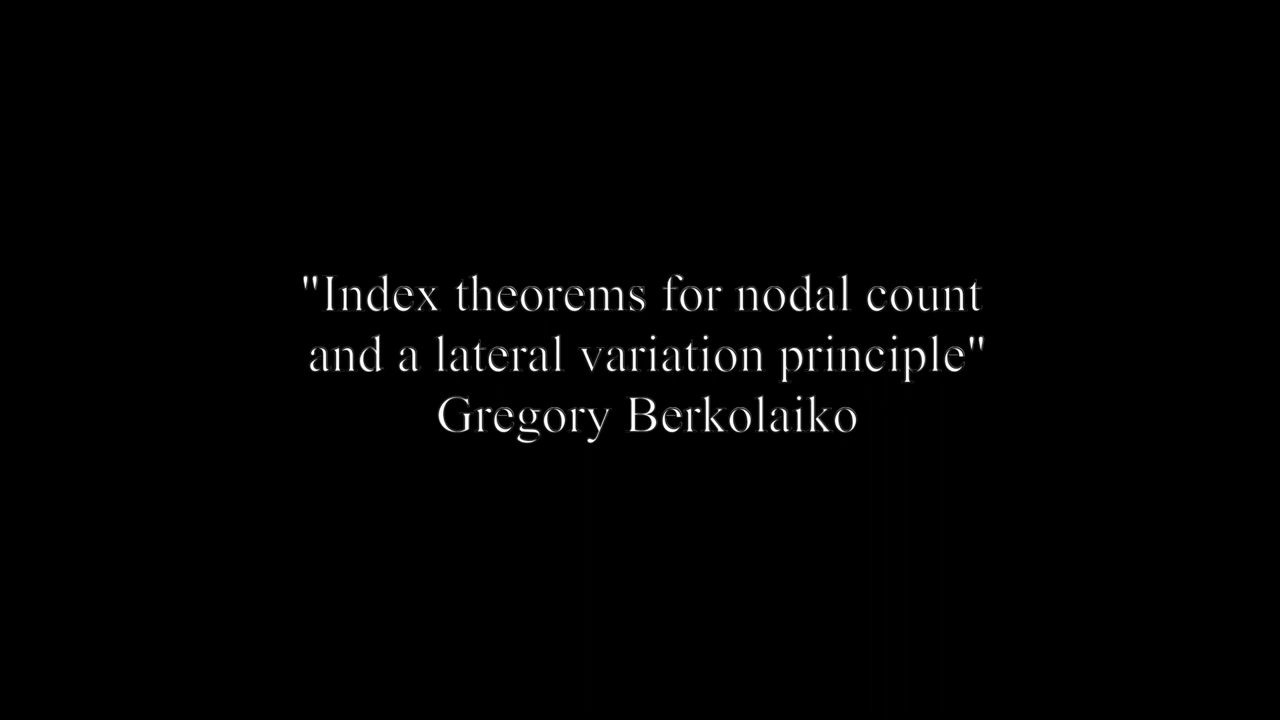 "Index theorems for nodal count
and a lateral variation principle"
Gregory Berkolaiko